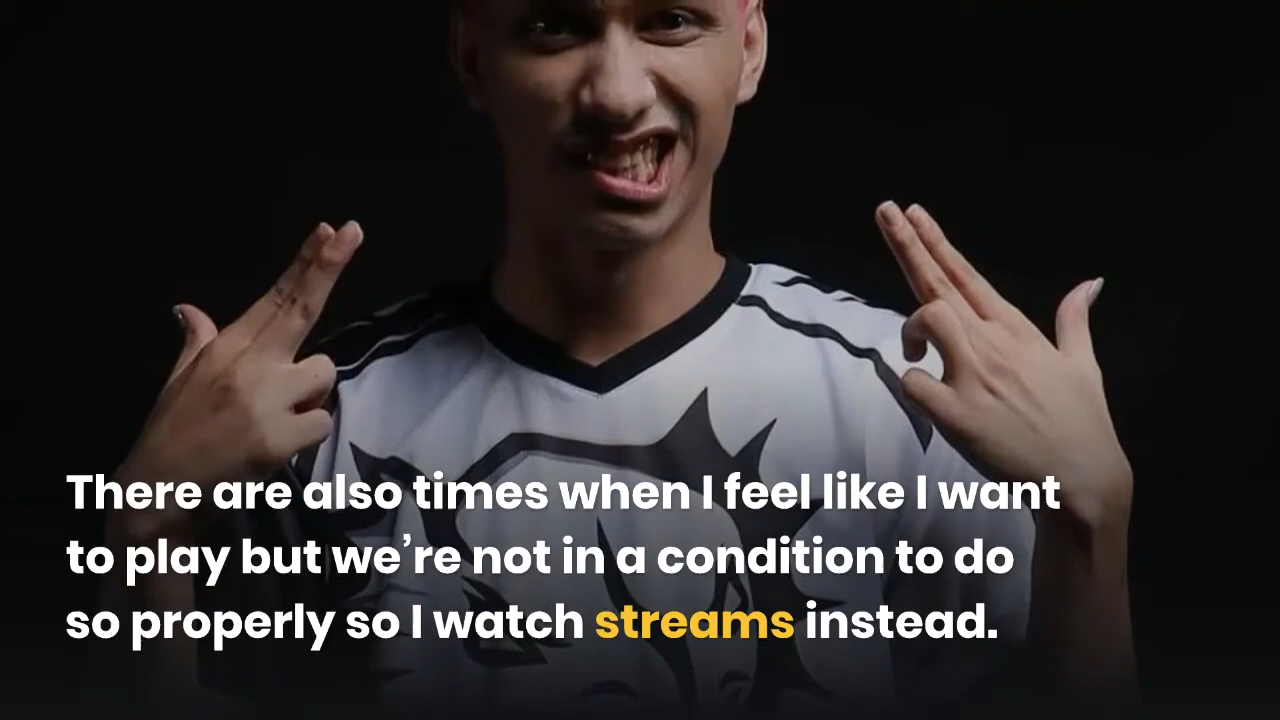 There are also times when I feel like I want
to play but we’re not in a condition to do
so properly so I watch streams instead.